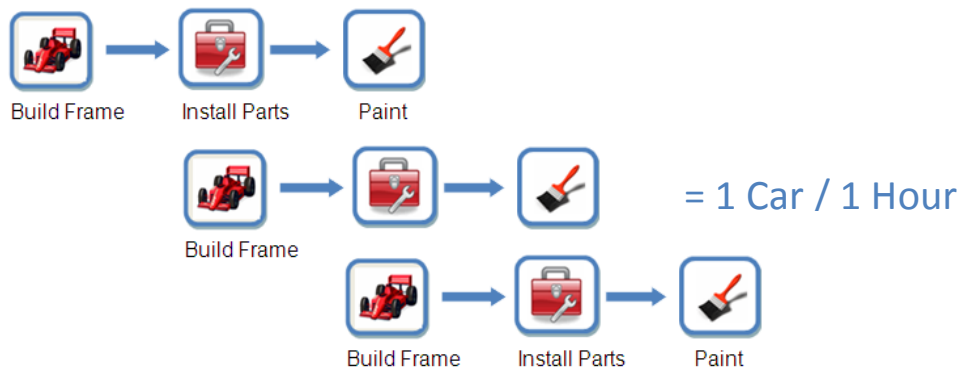 Build Frame Install Parts Paint
= 1 Car / 1 Hour
Build Frame
Build Frame Install Parts Paint